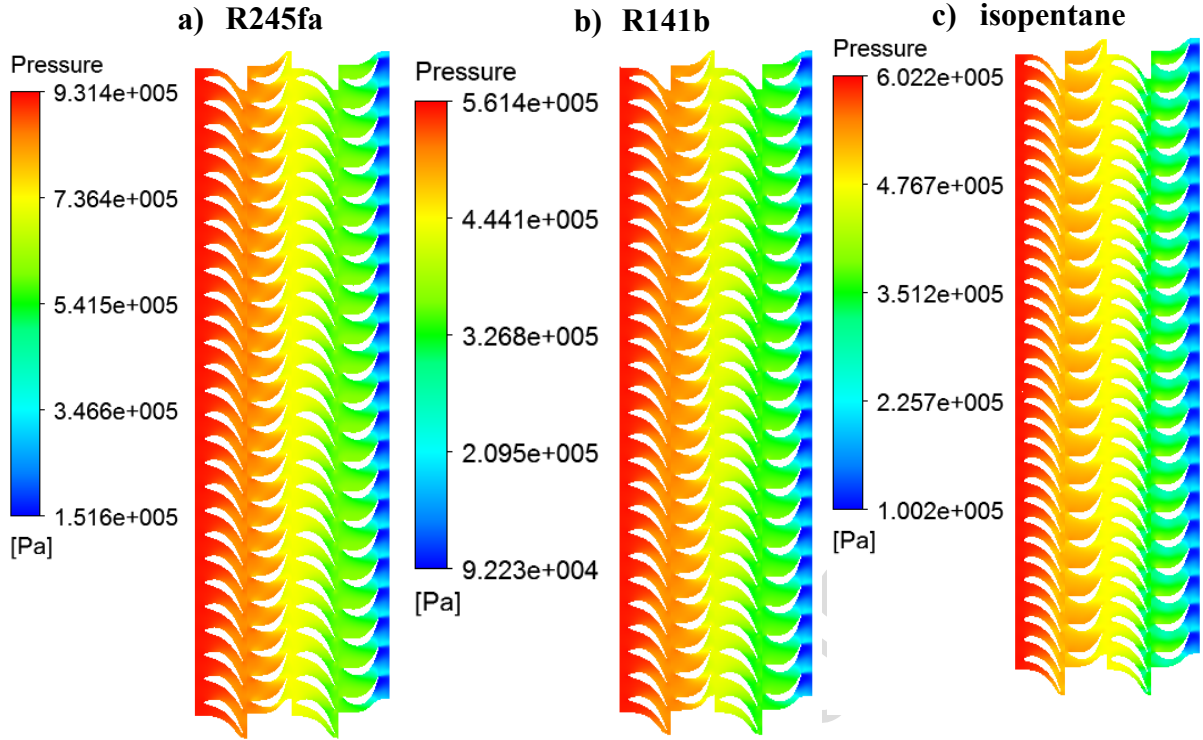 a) R245fa
Pressure
9.314e+005
7.364e+005
5.415e+005
3.466e+005
1.516e+005
[Pa]
b) R141b
Pressure
5.614e+005
4.441e+005
3.268e+005
2.095e+005
9.223e+004
[Pa]
c) isopentane
Pressure
6.022e+005
4.767e+005
3.512e+005
2.257e+005
1.002e+005
[Pa]